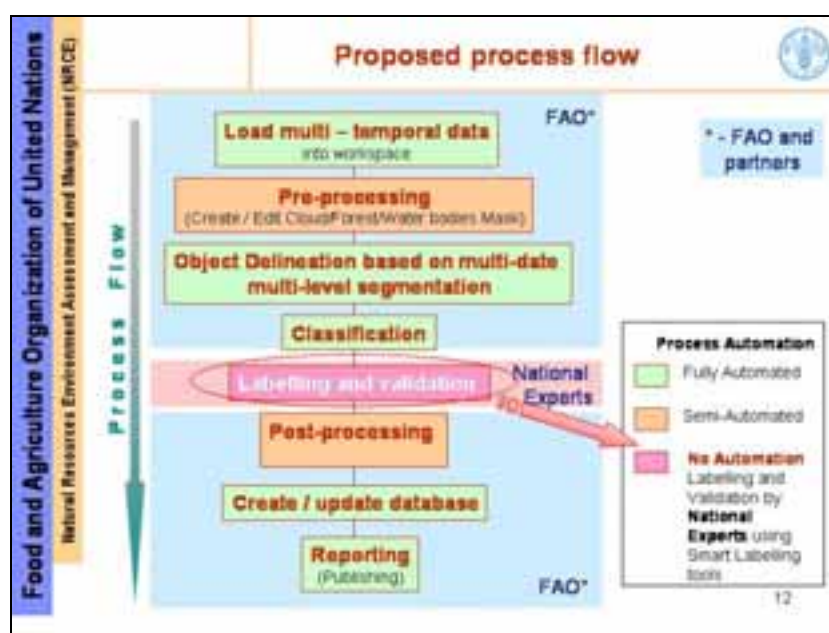 Food and Agriculture Organization of United Nations
Natural Resources Environment Assessment and Management (NRCE)
Proposed process flow
Process Flow
FAO*
* - FAO and
partners
Load multi – temporal data
into workspace
Pre-processing
(Create / Edit Cloud/Forest/Water bodies Mask)
Object Delineation based on multi-date
multi-level segmentation
Classification
Labelling and validation
National
Experts
Post-processing
Create / update database
Reporting
(Publishing)
FAO*
Process Automation
Fully Automated
Semi-Automated
No Automation
Labelling and
Validation by
National
Experts using
Smart Labelling
tools
12